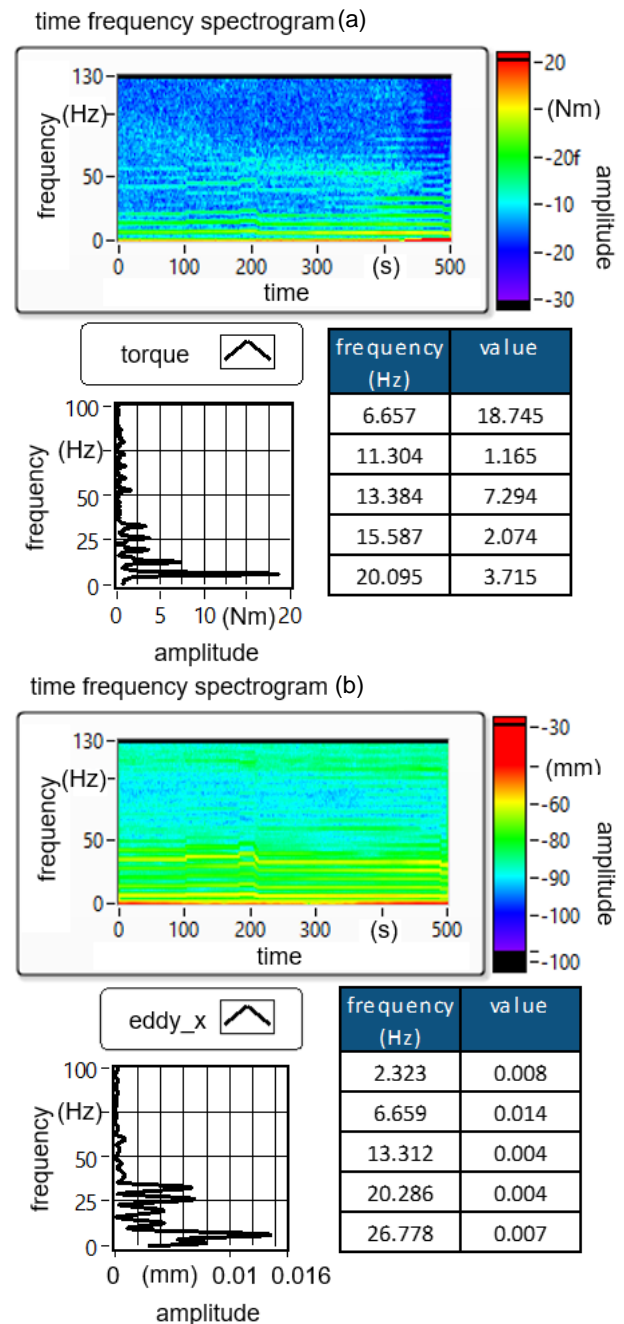 time frequency spectrogram (a)
130
(Hz)
50
0
frequency
0 100 200 300 (s) 500
time
20
(Nm)
-20f
-10
-20
-30
amplitude
torque
100
(Hz)
50
25
0
frequency
0 5 10 (Nm) 20
amplitude
frequency (Hz) value
6.657 18.745
11.304 1.165
13.384 7.294
15.587 2.074
20.095 3.715
time frequency spectrogram (b)
130
(Hz)
50
0
frequency
0 100 200 300 (s) 500
time
-30
(mm)
-60
-80
-100
-100
amplitude
eddy_x
100
(Hz)
50
25
0
frequency
0 (mm) 0.01 0.016
amplitude
frequency (Hz) value
2.323 0.008
6.659 0.014
13.312 0.004
20.286 0.004
26.778 0.007